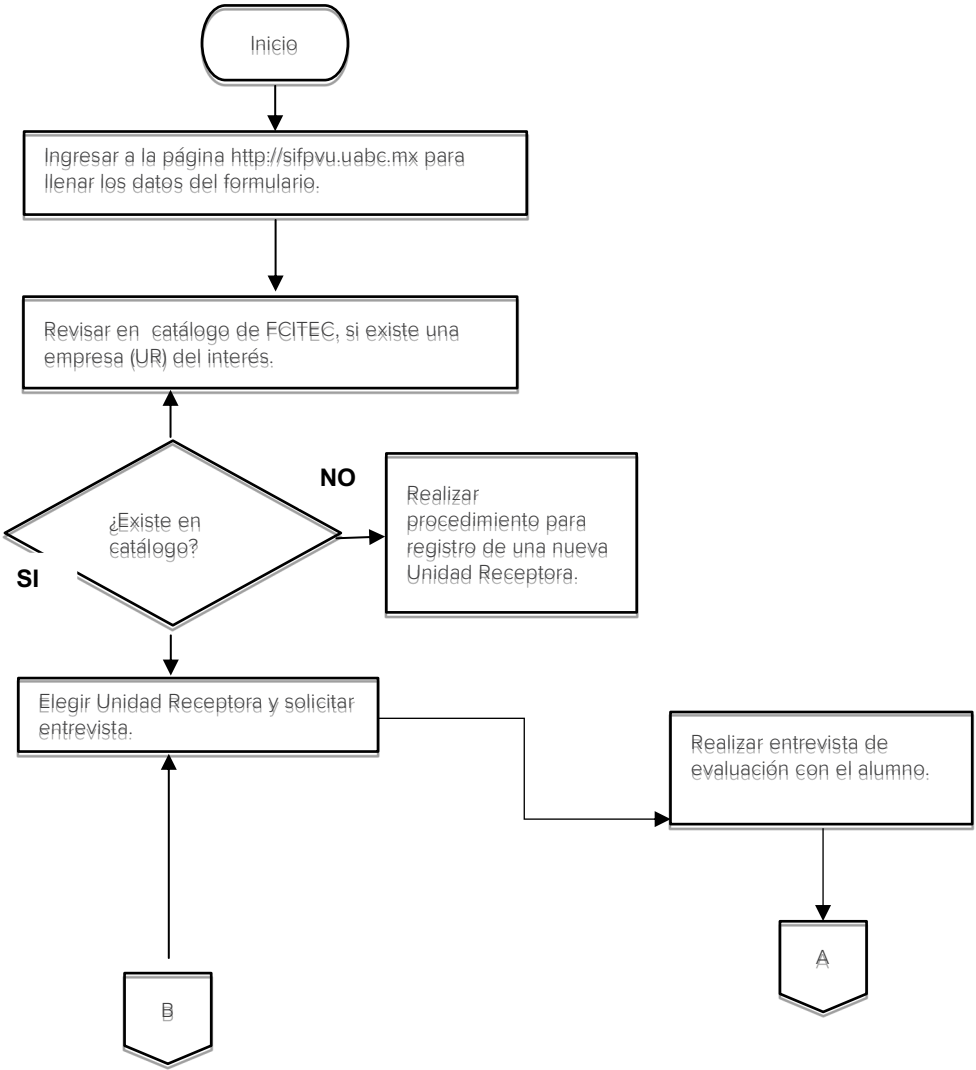 Inicio
Ingresar a la página http://sifpvu.uabc.mx para
llenar los datos del formulario.
Revisar en  catálogo de FCITEC, si existe una
empresa (UR) del interés.
¿Existe en
catálogo?
NO
Realizar
procedimiento para
registro de una nueva
Unidad Receptora.
SI
Elegir Unidad Receptora y solicitar
entrevista.
Realizar entrevista de
evaluación con el alumno.
A
B